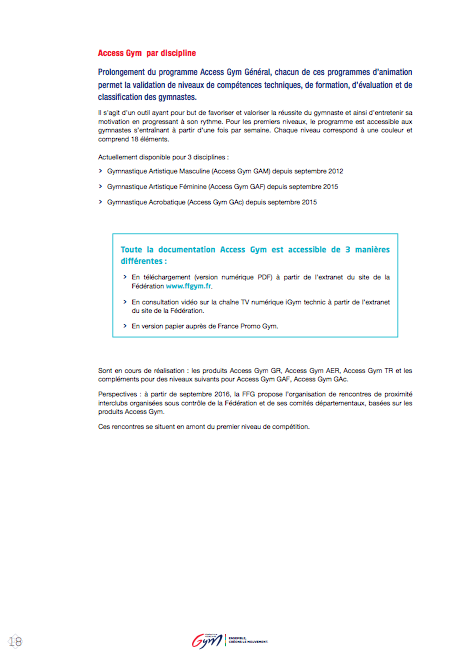 Access Gym par discipline
Prolongement du programme Access Gym Général, chacun de ces programmes d'animation
permet la validation de niveaux de compétences techniques, de formation, d'évaluation et de
classification des gymnastes.
Il s'agit d'un outil ayant pour but de favoriser et valoriser la réussite du gymnaste et ainsi d'entretenir sa
motivation en progressant à son rythme. Pour les premiers niveaux, le programme est accessible aux
gymnastes s'entraînant à partir d'une fois par semaine. Chaque niveau correspond à une couleur et
comprend 18 éléments.
Actuellement disponible pour 3 disciplines :
> Gymnastique Artistique Masculine (Access Gym GAM) depuis septembre 2012
> Gymnastique Artistique Féminine (Access Gym GAF) depuis septembre 2015
> Gymnastique Acrobatique (Access Gym GAc) depuis septembre 2015
Toute la documentation Access Gym est accessible de 3 manières
différentes :
> En téléchargement (version numérique PDF) à partir de l'extranet du site de la
Fédération www.ffgym.fr.
> En consultation vidéo sur la chaîne TV numérique iGym technic à partir de l'extranet
du site de la Fédération.
> En version papier auprès de France Promo Gym.
Sont en cours de réalisation : les produits Access Gym GR, Access Gym AER, Access Gym TR et les
compléments pour des niveaux suivants pour Access Gym GAF, Access Gym GAc.
Perspectives : à partir de septembre 2016, la FFG propose l'organisation de rencontres de proximité
interclubs organisées sous contrôle de la Fédération et de ses comités départementaux, basées sur les
produits Access Gym.
Ces rencontres se situent en amont du premier niveau de compétition.
18
Gym
ENSEMBLE,
CRÉONS LE MOUVEMENT